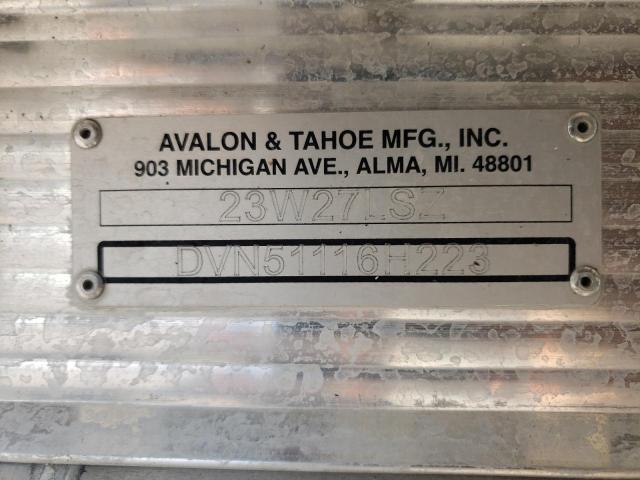 AVALON & TAHOE MFG., INC.
903 MICHIGAN AVE., ALMA, MI. 48801
23W27LSZ
DVN51116H223